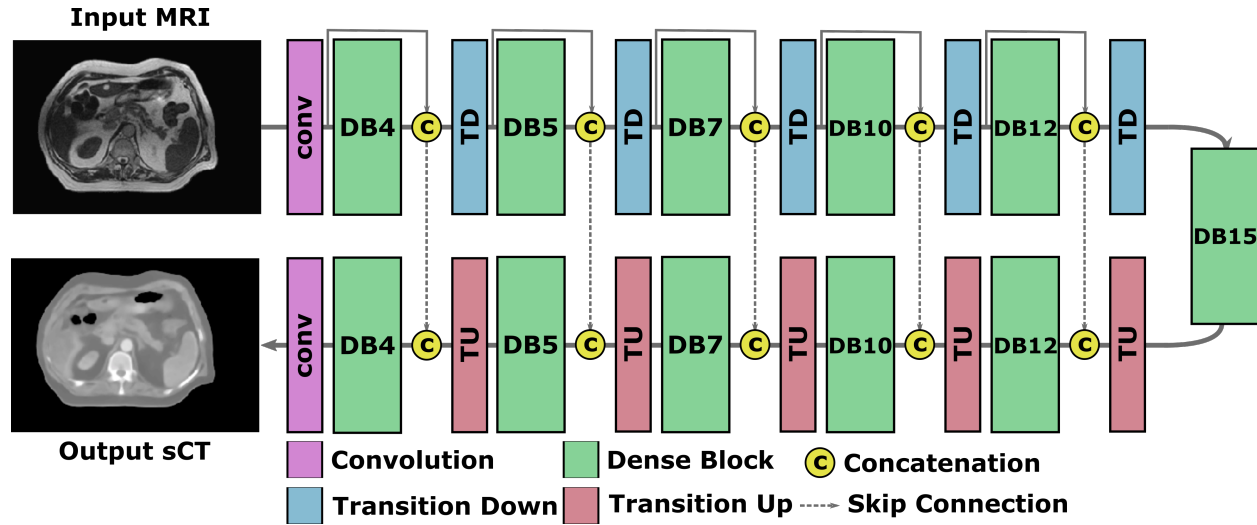 Input MRI
conv DB4 C TD DB5 C TD DB7 C TD DB10 C TD DB12 C TD
DB15
conv DB4 C TU DB5 C TU DB7 C TU DB10 C TU DB12 C TU
Output sCT
Convolution Dense Block C Concatenation
Transition Down Transition Up Skip Connection